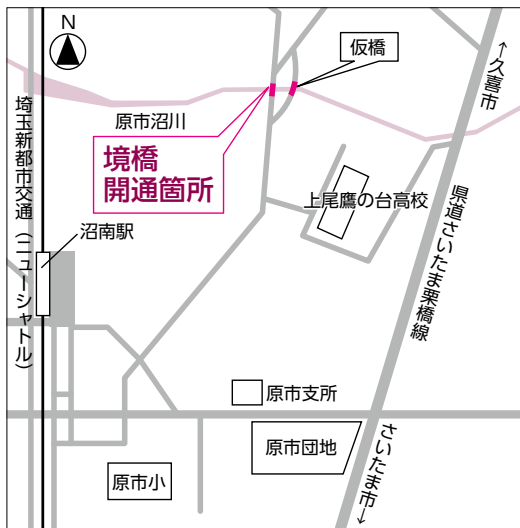 N
仮橋
←久喜市
原市沼川
境橋
開通箇所
埼玉新都市交通（ニューシャトル）
沼南駅
上尾鷹の台高校
県道さいたま栗橋線
原市支所
原市団地
原市小
さいたま市→